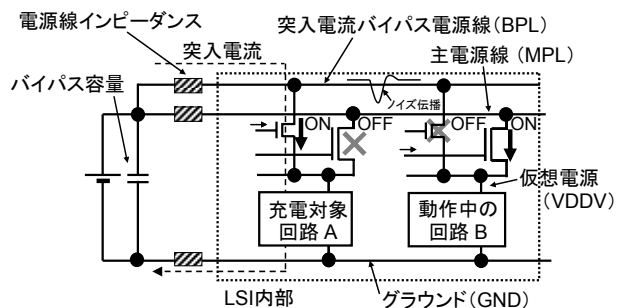 電源線インピーダンス
突入電流
突入電流バイパス電源線(BPL)
主電源線 (MPL)
バイパス容量
ノイズ伝播
ON
OFF
OFF
ON
仮想電源
(VDDV)
充電対象
回路 A
動作中の
回路 B
LSI内部
グラウンド(GND)